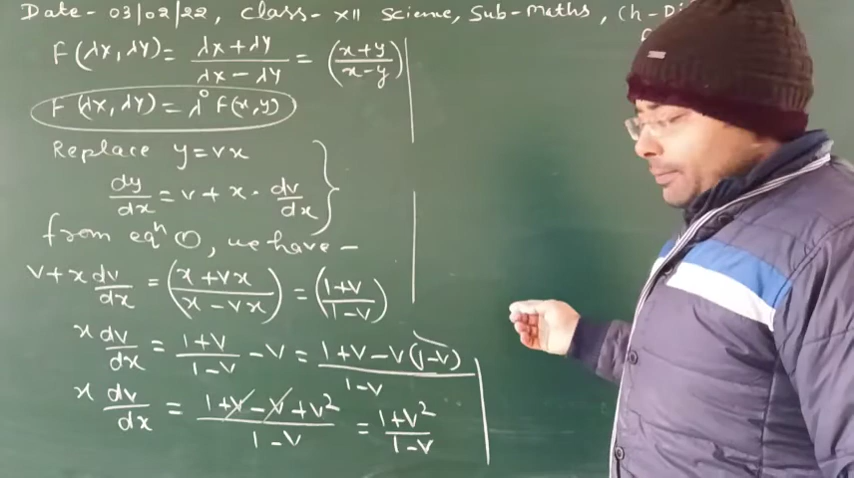 Date - 03/02/22, Class - XII Science, Sub - Maths, Ch - Di
F(λx, λy) = (λx + λy)/(λx - λy) = ((x+y)/(x-y))
F(λx, λy) = λ° F(x,y)
Replace y = vx
dy/dx = v + x · dv/dx
from eqⁿ ①, we have -
v + x dv/dx = ((x + vx)/(x - vx)) = ((1+v)/(1-v))
x dv/dx = (1+v)/(1-v) - v = (1+v-v(1-v))/(1-v)
x dv/dx = (1+v-v+v²)/(1-v) = (1+v²)/(1-v)